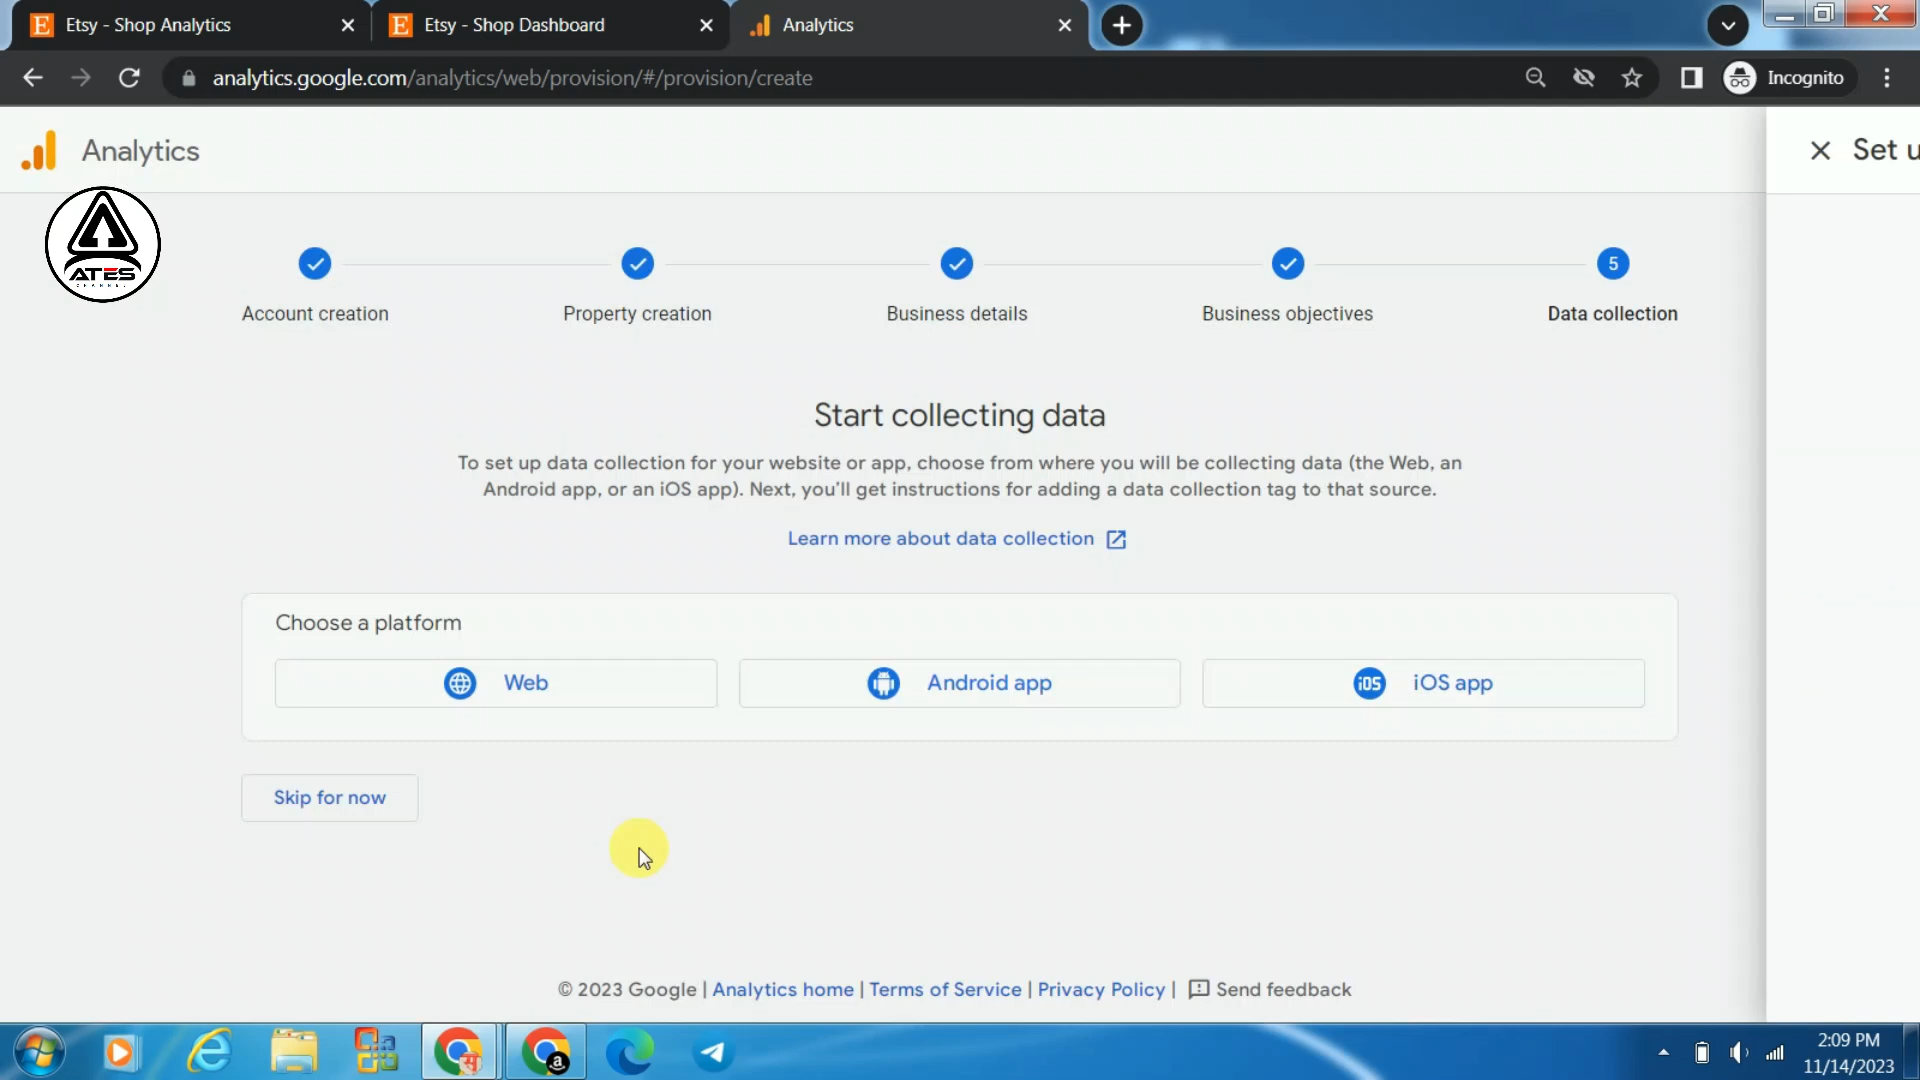 Etsy - Shop Analytics
Etsy - Shop Dashboard
Analytics
analytics.google.com/analytics/web/provision/#/provision/create
Incognito
Analytics
Set u
ATES
CHANNEL
5
Account creation
Property creation
Business details
Business objectives
Data collection
Start collecting data
To set up data collection for your website or app, choose from where you will be collecting data (the Web, an
Android app, or an iOS app). Next, you'll get instructions for adding a data collection tag to that source.
Learn more about data collection
Choose a platform
Web
Android app
iOS iOS app
Skip for now
© 2023 Google | Analytics home | Terms of Service | Privacy Policy | Send feedback
2:09 PM
11/14/2023